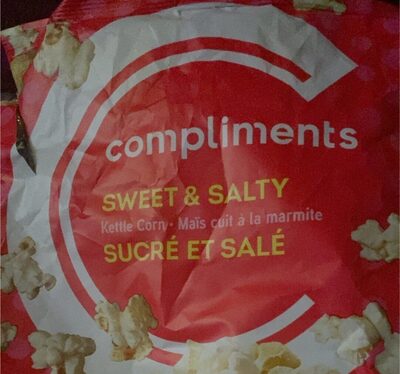 compliments
SWEET & SALTY
Kettle Corn • Maïs cuit à la marmite
SUCRÉ ET SALÉ